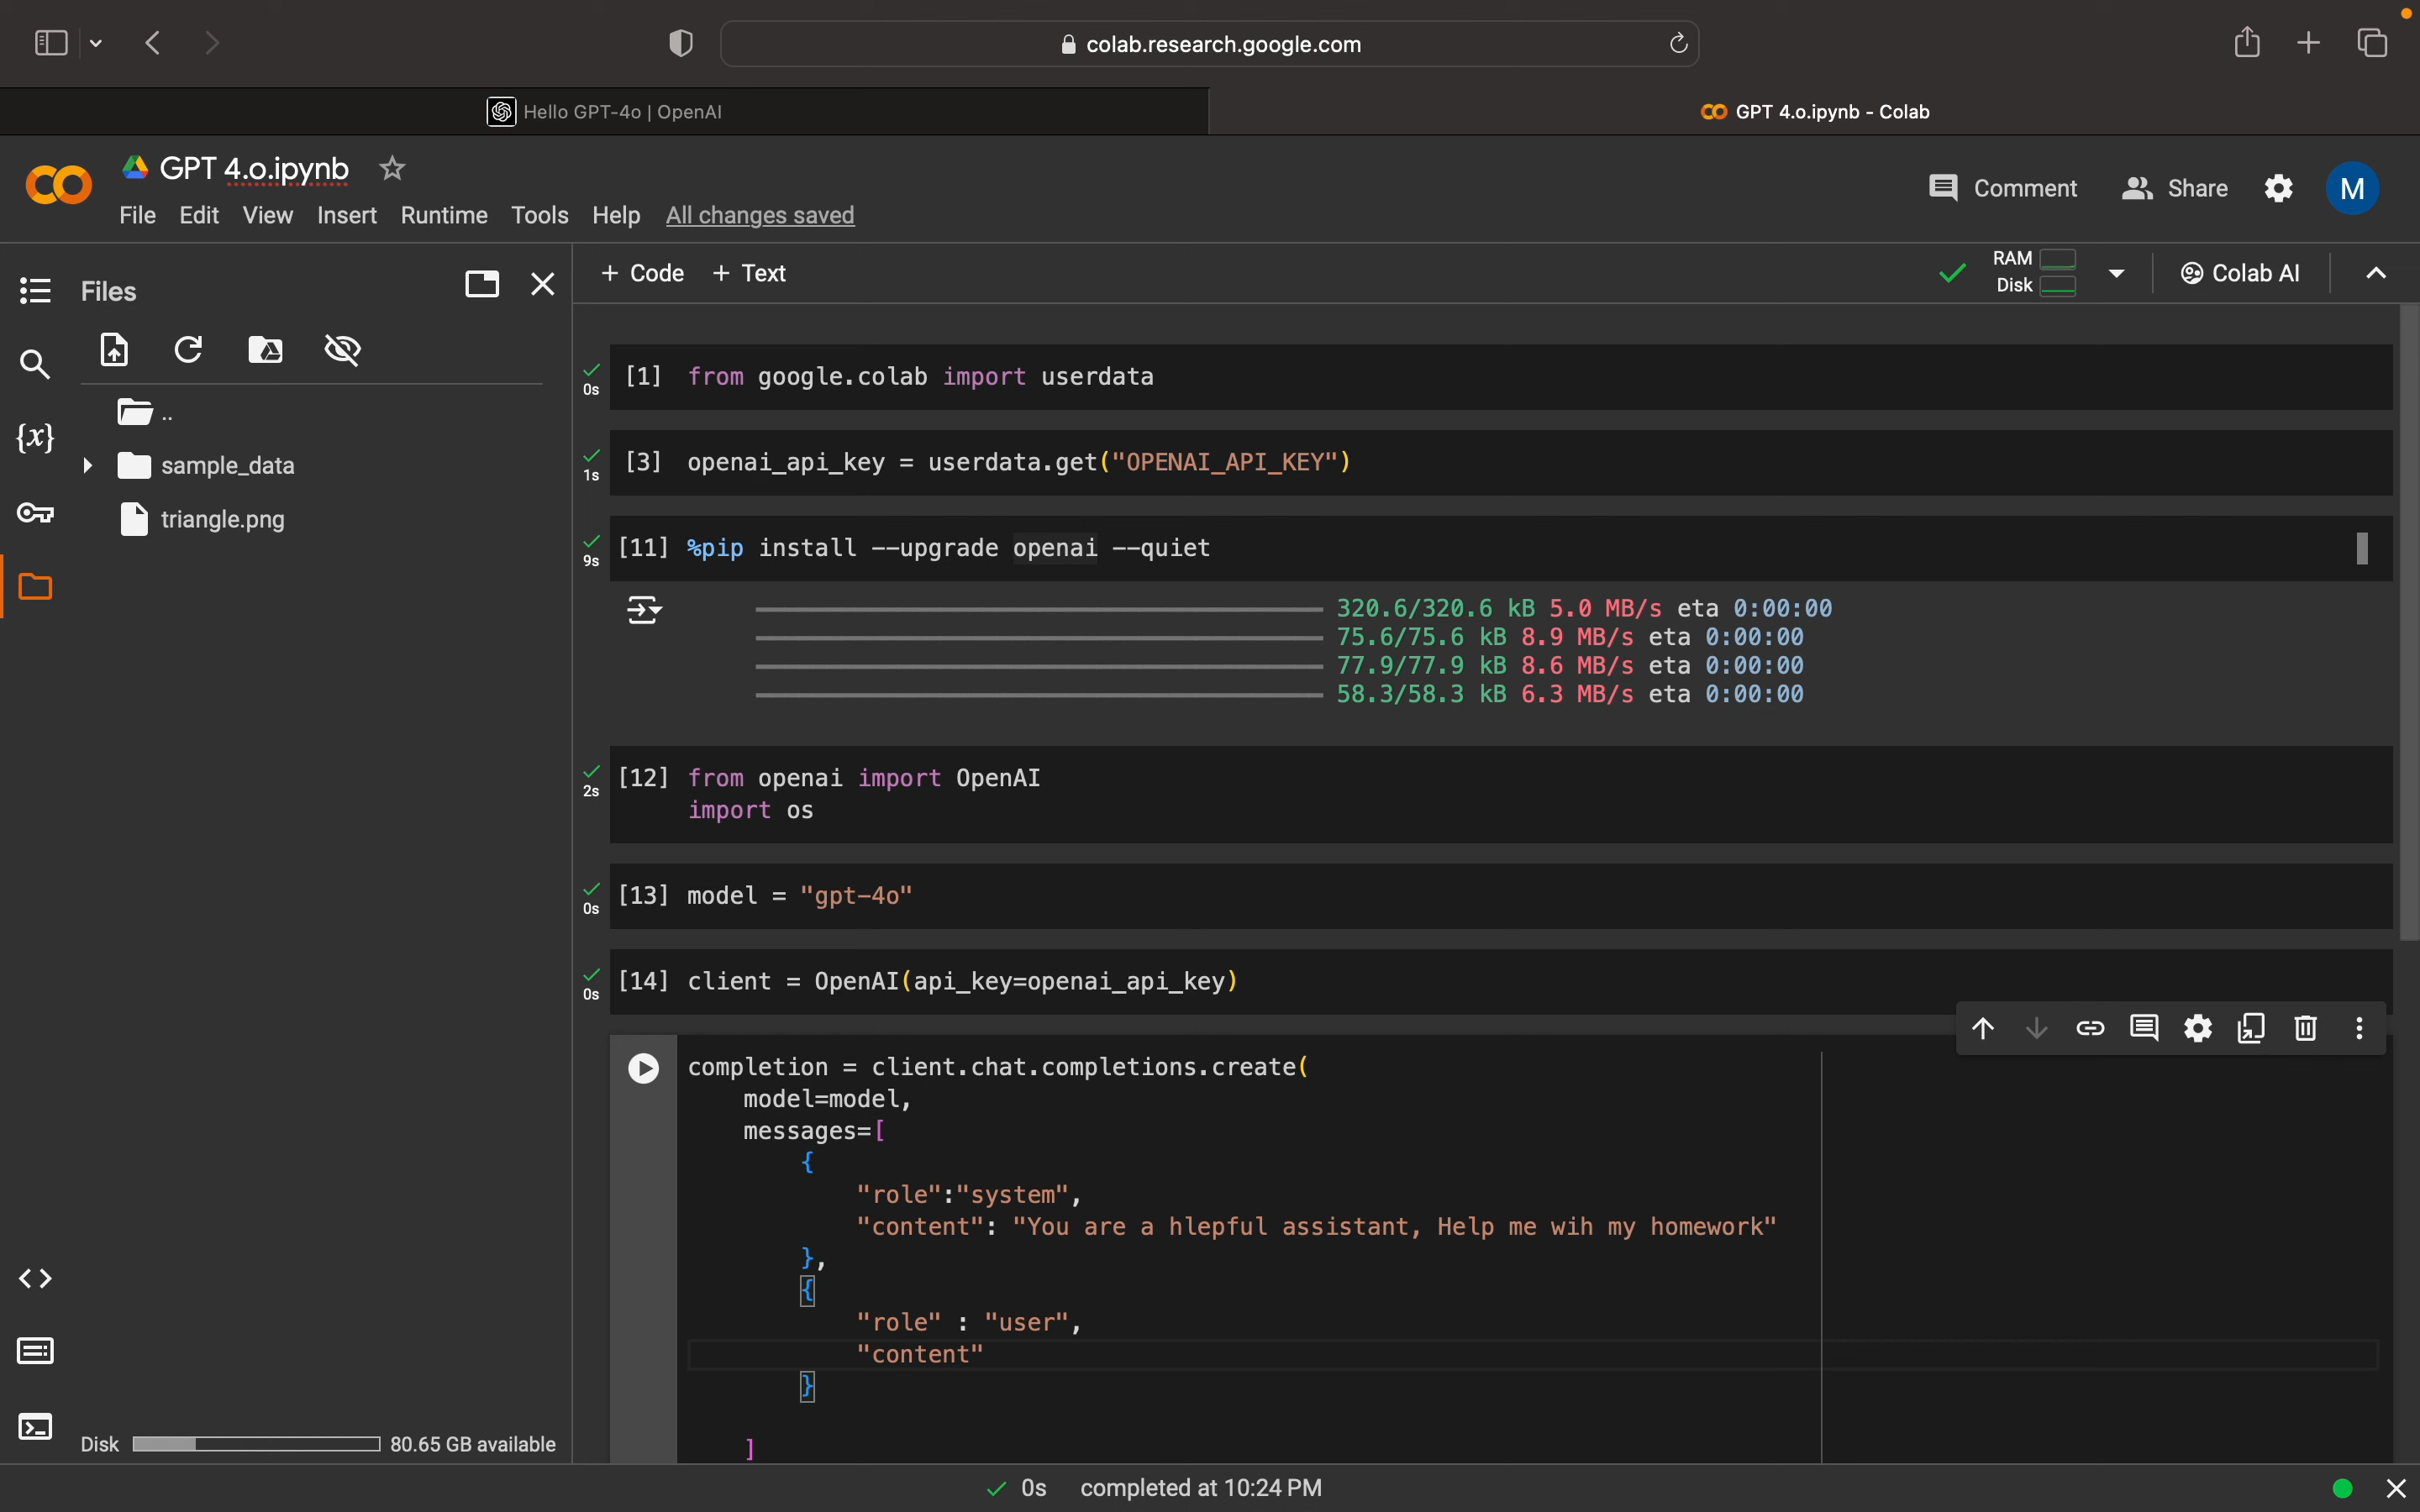 colab.research.google.com
Hello GPT-4o | OpenAI
GPT 4.o.ipynb - Colab
GPT 4.o.ipynb
Comment
Share
M
File Edit View Insert Runtime Tools Help All changes saved
Files
+ Code + Text
RAM
Disk
Colab AI
..
sample_data
triangle.png
{x}
0s
[1] from google.colab import userdata
1s
[3] openai_api_key = userdata.get("OPENAI_API_KEY")
9s
[11] %pip install --upgrade openai --quiet
320.6/320.6 kB 5.0 MB/s eta 0:00:00
75.6/75.6 kB 8.9 MB/s eta 0:00:00
77.9/77.9 kB 8.6 MB/s eta 0:00:00
58.3/58.3 kB 6.3 MB/s eta 0:00:00
2s
[12] from openai import OpenAI
import os
0s
[13] model = "gpt-4o"
0s
[14] client = OpenAI(api_key=openai_api_key)
completion = client.chat.completions.create(
model=model,
messages=[
{
"role":"system",
"content": "You are a hlepful assistant, Help me wih my homework"
},
{
"role" : "user",
"content"
}
]
Disk 80.65 GB available
0s completed at 10:24 PM